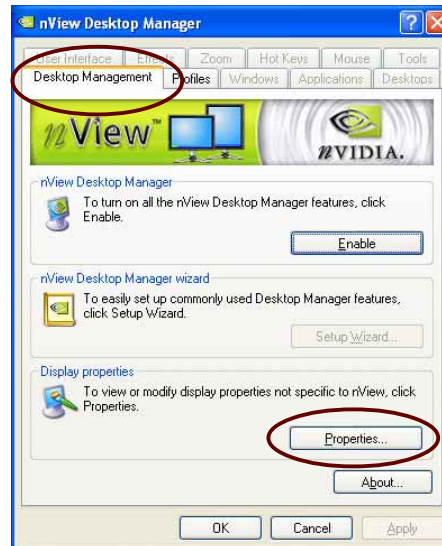 nView Desktop Manager
User Interface Effects Zoom Hot Keys Mouse Tools
Desktop Management Profiles Windows Applications Desktops
nView™
nVIDIA.
nView Desktop Manager
To turn on all the nView Desktop Manager features, click
Enable.
Enable
nView Desktop Manager wizard
To easily set up commonly used Desktop Manager features,
click Setup Wizard.
Setup Wizard...
Display properties
To view or modify display properties not specific to nView, click
Properties.
Properties...
About...
OK Cancel Apply